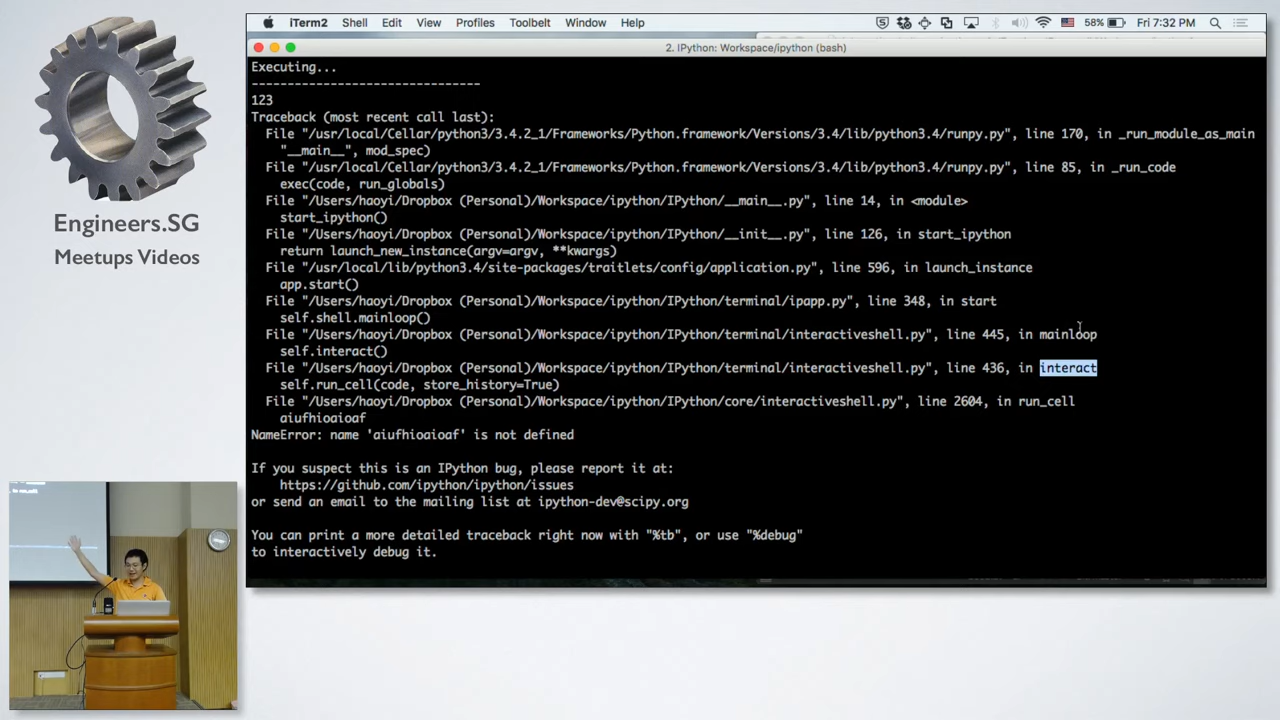 iTerm2 Shell Edit View Profiles Toolbelt Window Help 58% Fri 7:32 PM
2. IPython: Workspace/ipython (bash)
Executing...
-------------------------------
123
Traceback (most recent call last):
File "/usr/local/Cellar/python3/3.4.2_1/Frameworks/Python.framework/Versions/3.4/lib/python3.4/runpy.py", line 170, in _run_module_as_main
"__main__", mod_spec)
File "/usr/local/Cellar/python3/3.4.2_1/Frameworks/Python.framework/Versions/3.4/lib/python3.4/runpy.py", line 85, in _run_code
exec(code, run_globals)
File "/Users/haoyi/Dropbox (Personal)/Workspace/ipython/IPython/__main__.py", line 14, in <module>
start_ipython()
File "/Users/haoyi/Dropbox (Personal)/Workspace/ipython/IPython/__init__.py", line 126, in start_ipython
return launch_new_instance(argv=argv, **kwargs)
File "/usr/local/lib/python3.4/site-packages/traitlets/config/application.py", line 596, in launch_instance
app.start()
File "/Users/haoyi/Dropbox (Personal)/Workspace/ipython/IPython/terminal/ipapp.py", line 348, in start
self.shell.mainloop()
File "/Users/haoyi/Dropbox (Personal)/Workspace/ipython/IPython/terminal/interactiveshell.py", line 445, in mainloop
self.interact()
File "/Users/haoyi/Dropbox (Personal)/Workspace/ipython/IPython/terminal/interactiveshell.py", line 436, in interact
self.run_cell(code, store_history=True)
File "/Users/haoyi/Dropbox (Personal)/Workspace/ipython/IPython/core/interactiveshell.py", line 2604, in run_cell
aiufhioaioaf
NameError: name 'aiufhioaioaf' is not defined
If you suspect this is an IPython bug, please report it at:
https://github.com/ipython/ipython/issues
or send an email to the mailing list at ipython-dev@scipy.org
You can print a more detailed traceback right now with "%tb", or use "%debug"
to interactively debug it.
Engineers.SG
Meetups Videos